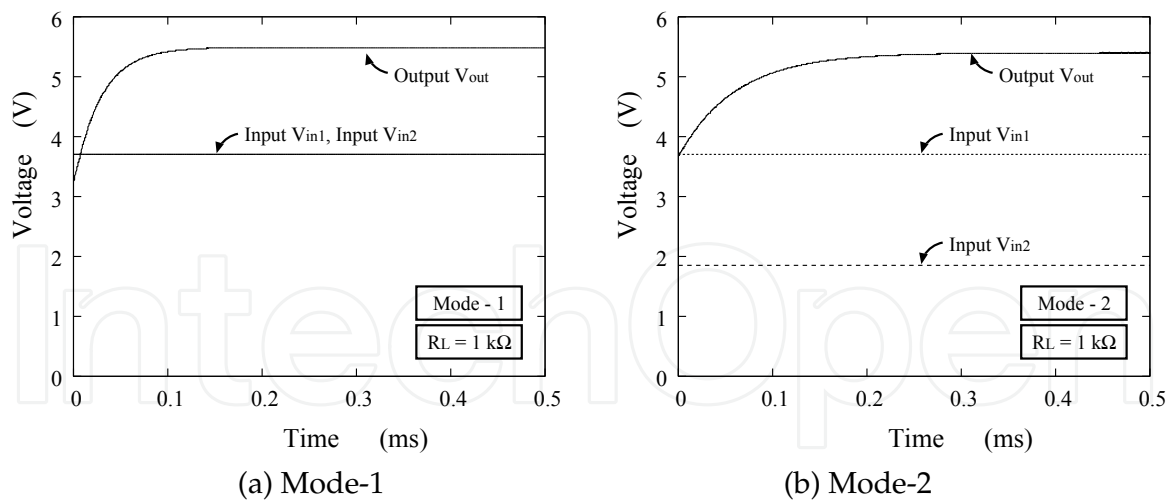 6
5
4
3
2
1
0
Voltage (V)
Output Vout
Input Vin1, Input Vin2
Mode - 1
RL = 1 kΩ
0 0.1 0.2 0.3 0.4 0.5
Time (ms)
(a) Mode-1
6
5
4
3
2
1
0
Voltage (V)
Output Vout
Input Vin1
Input Vin2
Mode - 2
RL = 1 kΩ
0 0.1 0.2 0.3 0.4 0.5
Time (ms)
(b) Mode-2
IntechOpen